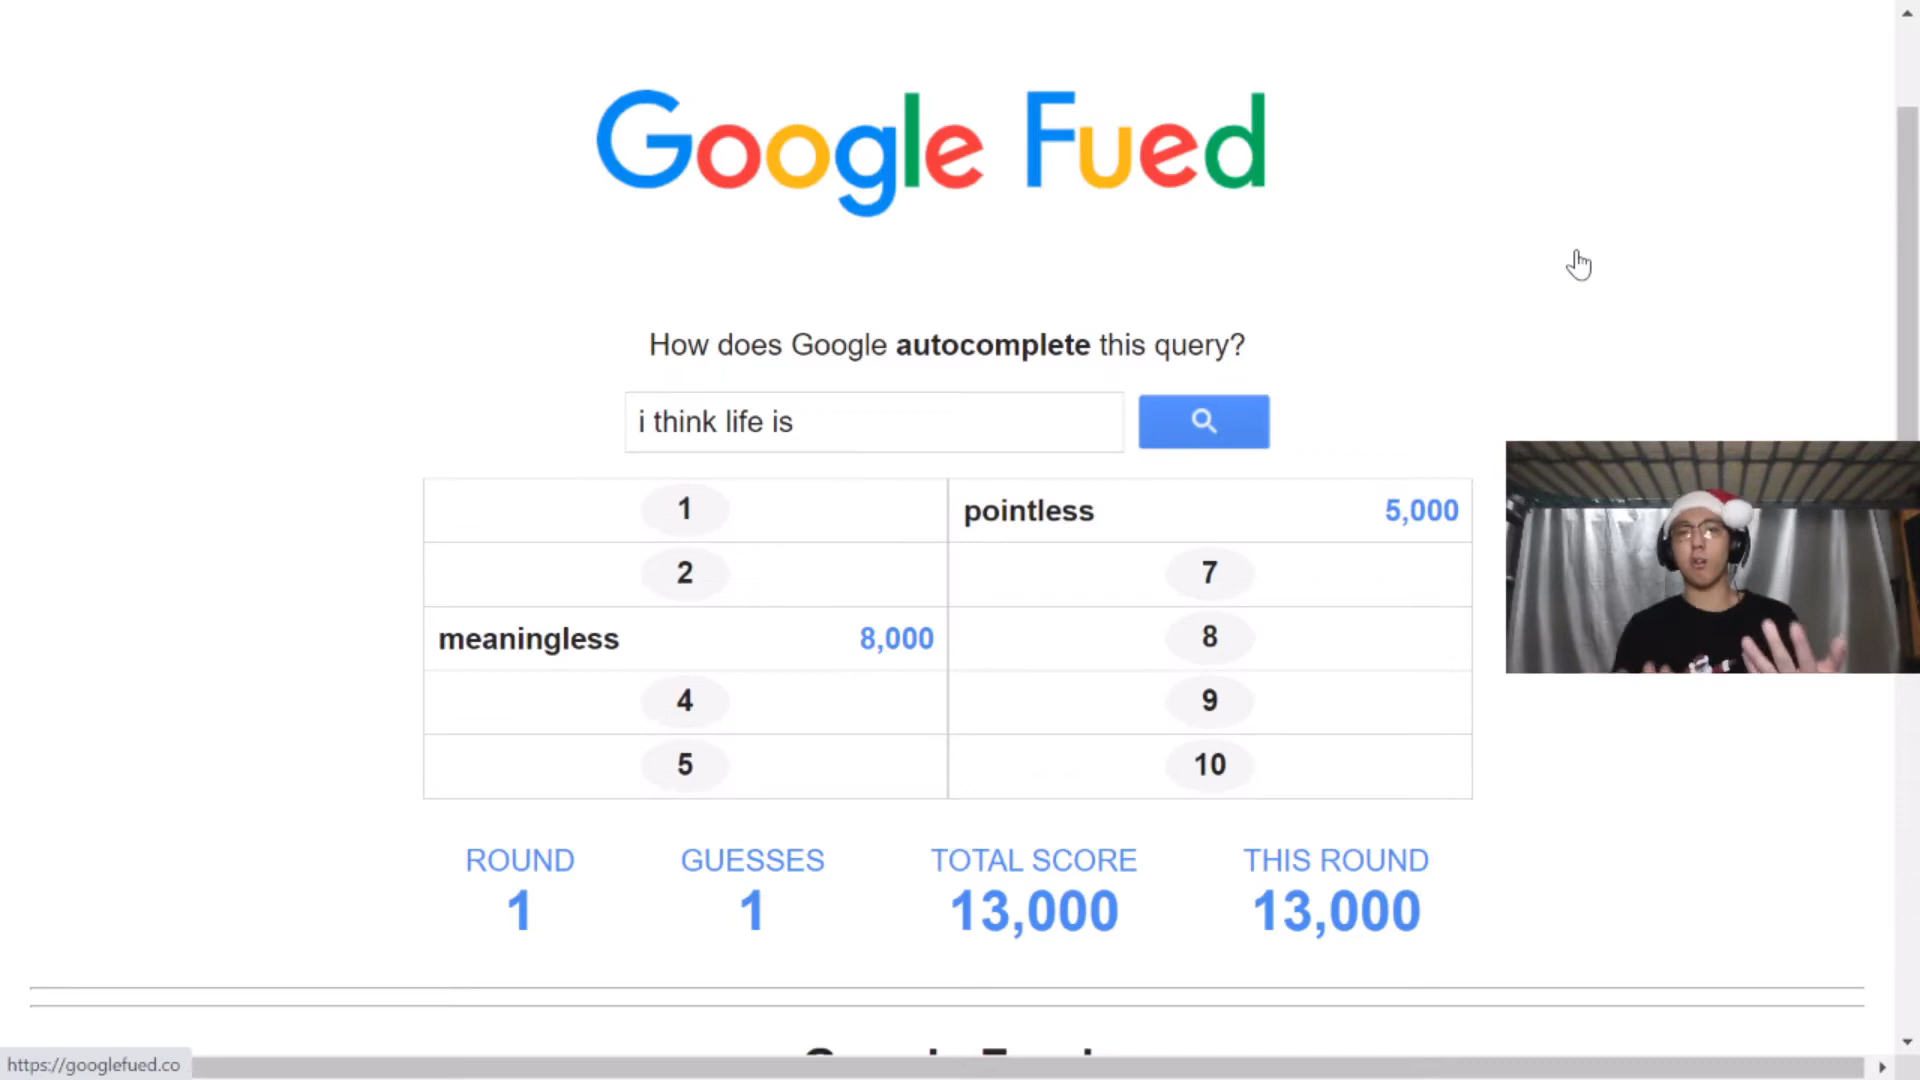 Google Fued
How does Google autocomplete this query?
i think life is
1
pointless 5,000
2
7
meaningless 8,000
8
4
9
5
10
ROUND GUESSES TOTAL SCORE THIS ROUND
1 1 13,000 13,000
https://googlefued.co